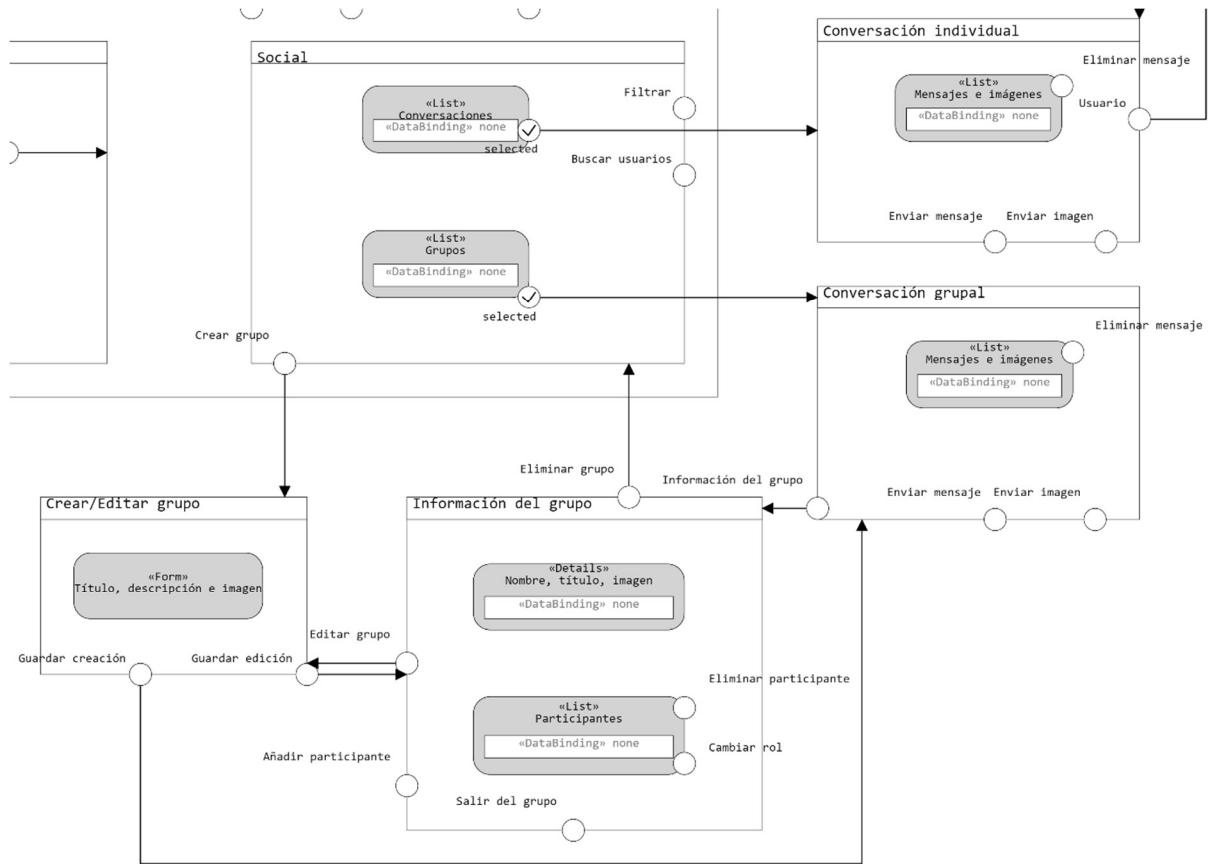 Social
«List»
Conversaciones
«DataBinding» none
selected
Filtrar
Buscar usuarios
«List»
Grupos
«DataBinding» none
selected
Crear grupo
Conversación individual
Eliminar mensaje
«List»
Mensajes e imágenes
«DataBinding» none
Usuario
Enviar mensaje
Enviar imagen
Conversación grupal
Eliminar mensaje
«List»
Mensajes e imágenes
«DataBinding» none
Información del grupo
Enviar mensaje
Enviar imagen
Eliminar grupo
Crear/Editar grupo
«Form»
Título, descripción e imagen
Guardar creación
Guardar edición
Editar grupo
Información del grupo
«Details»
Nombre, título, imagen
«DataBinding» none
Eliminar participante
«List»
Participantes
«DataBinding» none
Cambiar rol
Añadir participante
Salir del grupo